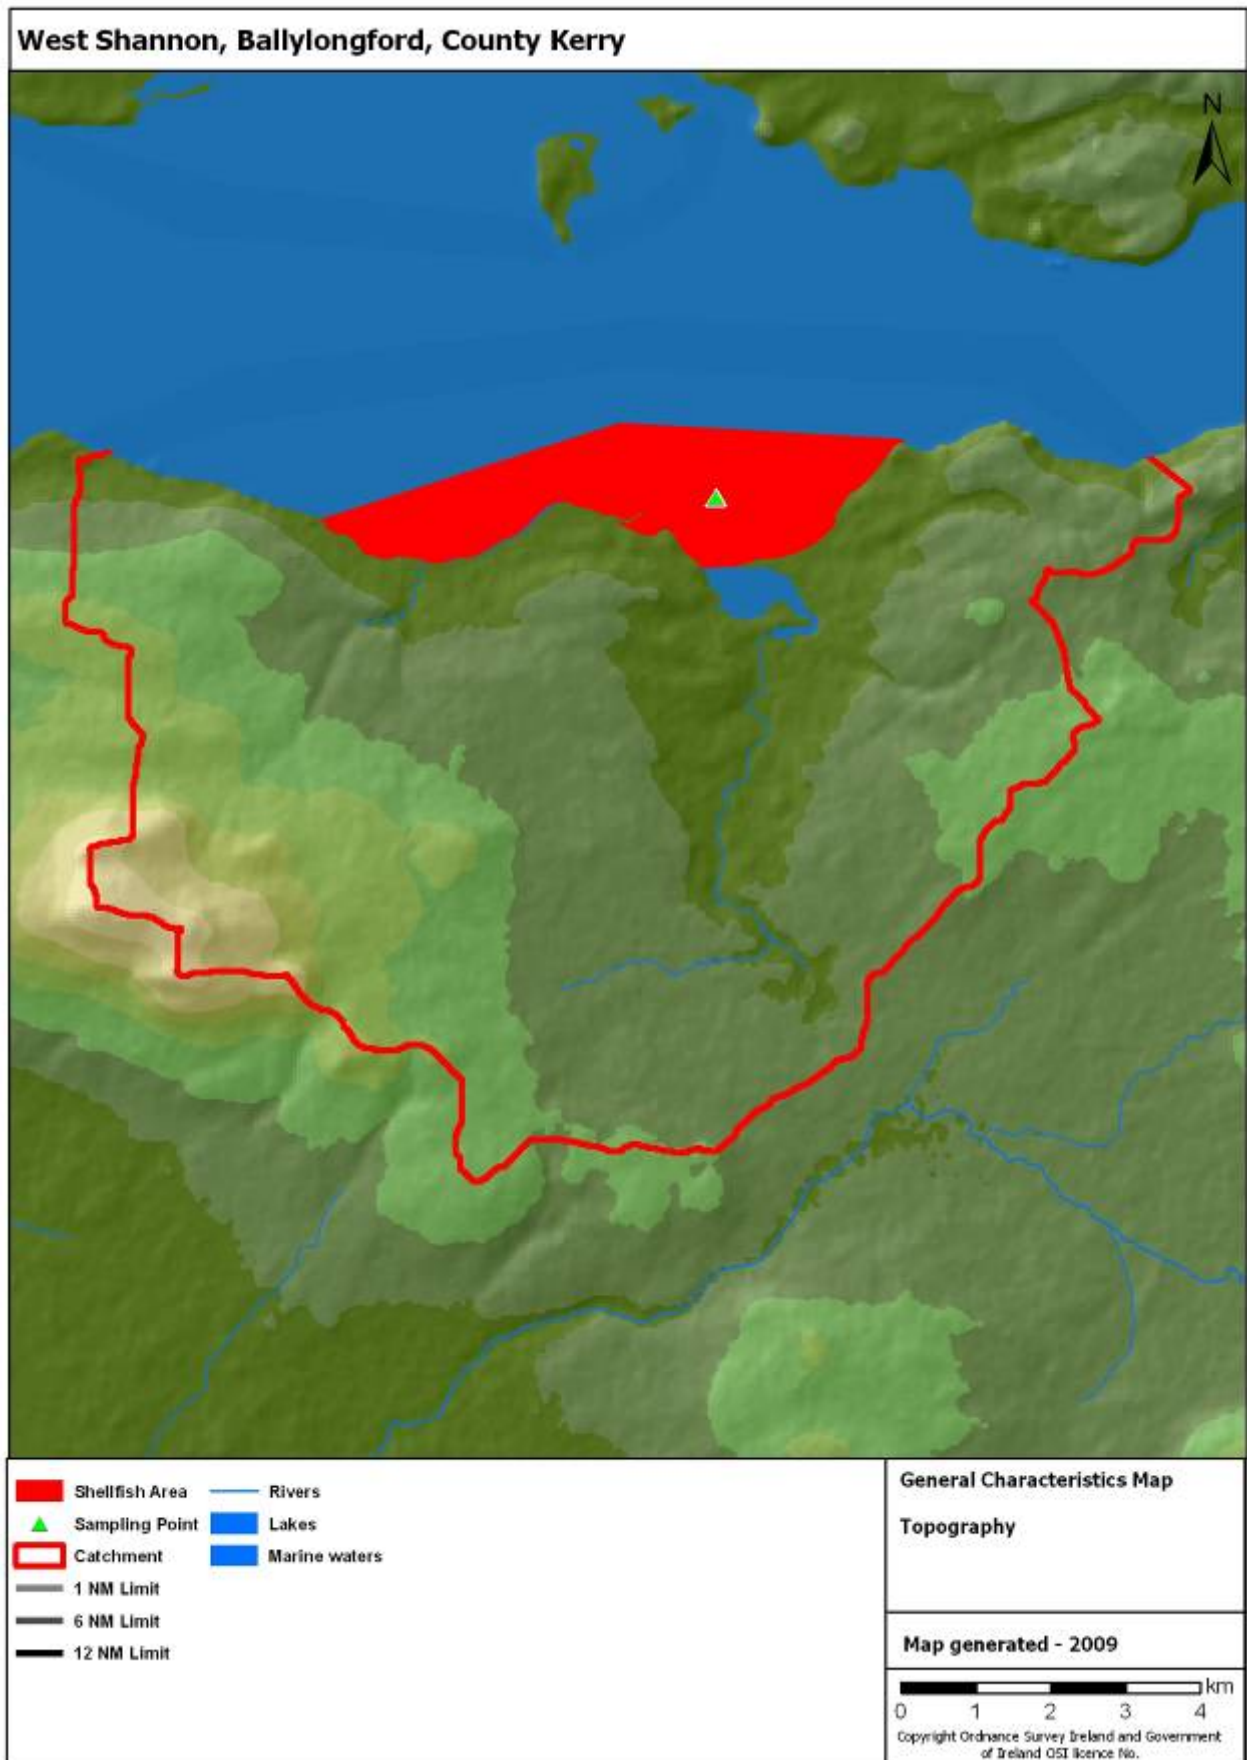 West Shannon, Ballylongford, County Kerry
N
Shellfish Area
Rivers
Sampling Point
Lakes
Catchment
Marine waters
1 NM Limit
6 NM Limit
12 NM Limit
General Characteristics Map
Topography
Map generated - 2009
km
0 1 2 3 4
Copyright Ordnance Survey Ireland and Government
of Ireland OSI licence No.